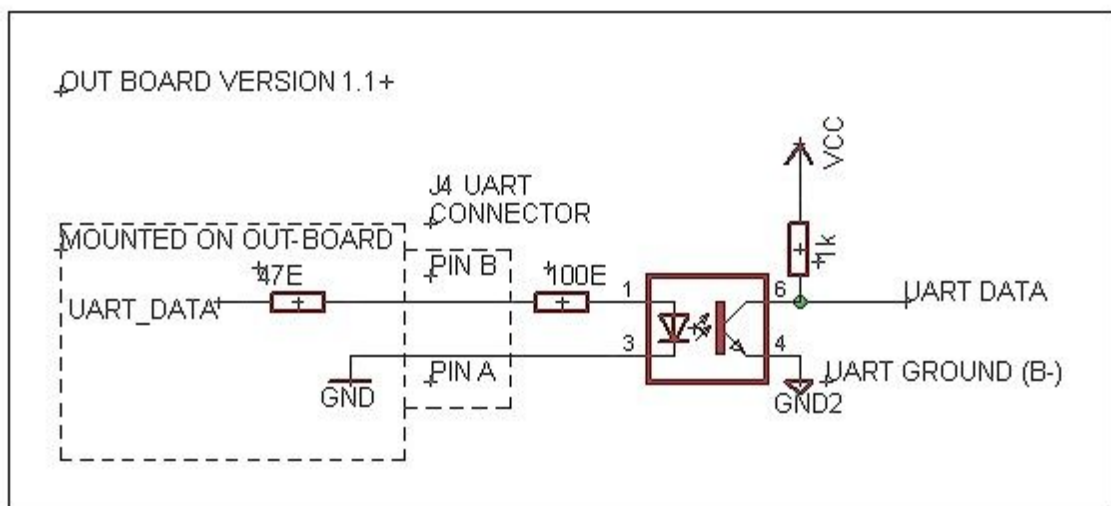 OUT BOARD VERSION 1.1+
VCC
J4 UART
CONNECTOR
MOUNTED ON OUT-BOARD
1k
47E
PIN B
100E
1
6
UART_DATA
UART DATA
3
4
PIN A
UART GROUND (B-)
GND
GND2